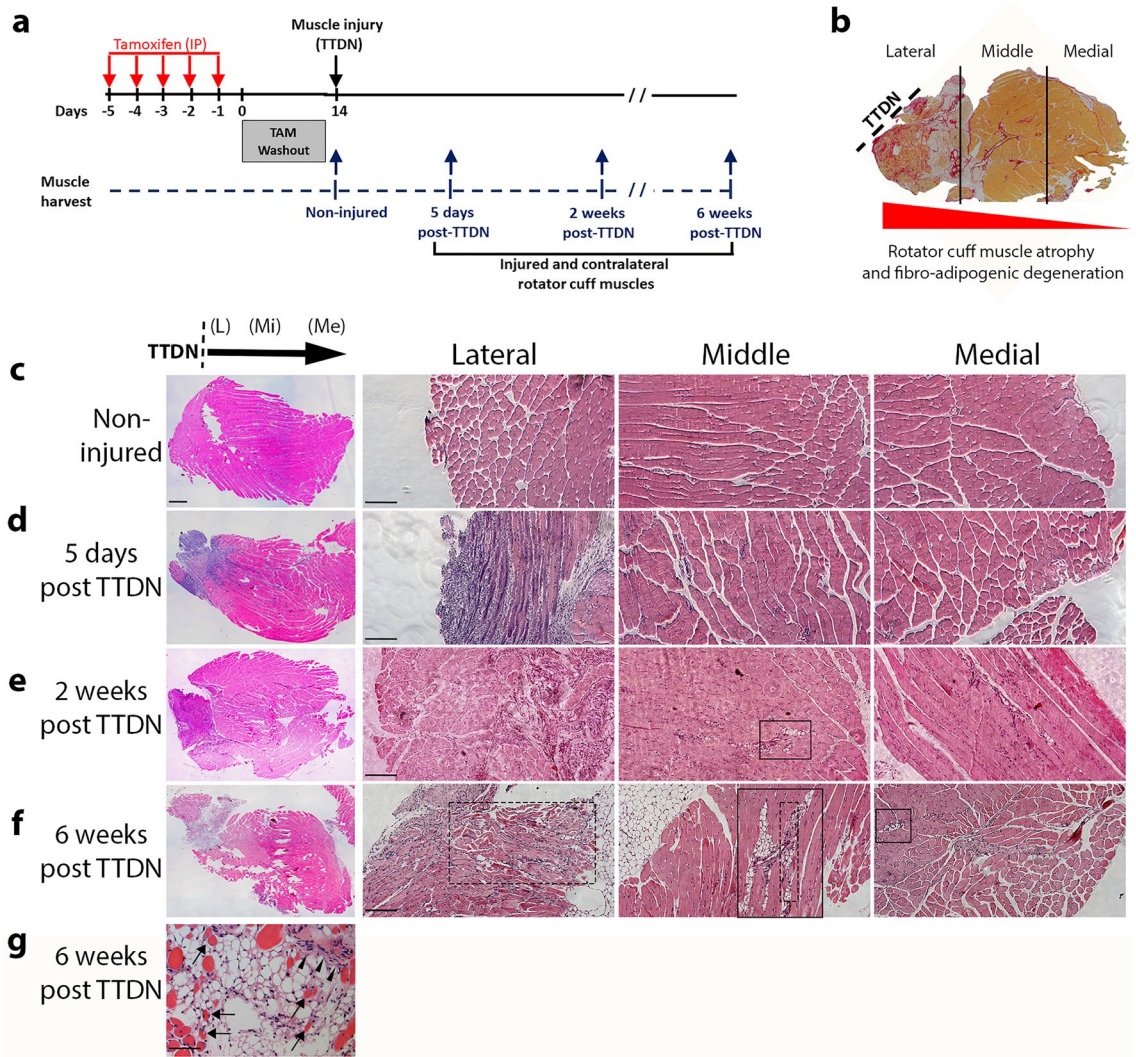 a
Tamoxifen (IP)
Muscle injury
(TTDN)
Days
-5
-4
-3
-2
-1
0
14
//
TAM
Washout
Muscle
harvest
//
Non-injured
5 days
post-TTDN
2 weeks
post-TTDN
6 weeks
post-TTDN
Injured and contralateral
rotator cuff muscles
b
Lateral
Middle
Medial
TTDN
Rotator cuff muscle atrophy
and fibro-adipogenic degeneration
TTDN
(L)
(Mi)
(Me)
Lateral
Middle
Medial
c
Non-
injured
d
5 days
post TTDN
e
2 weeks
post TTDN
f
6 weeks
post TTDN
g
6 weeks
post TTDN